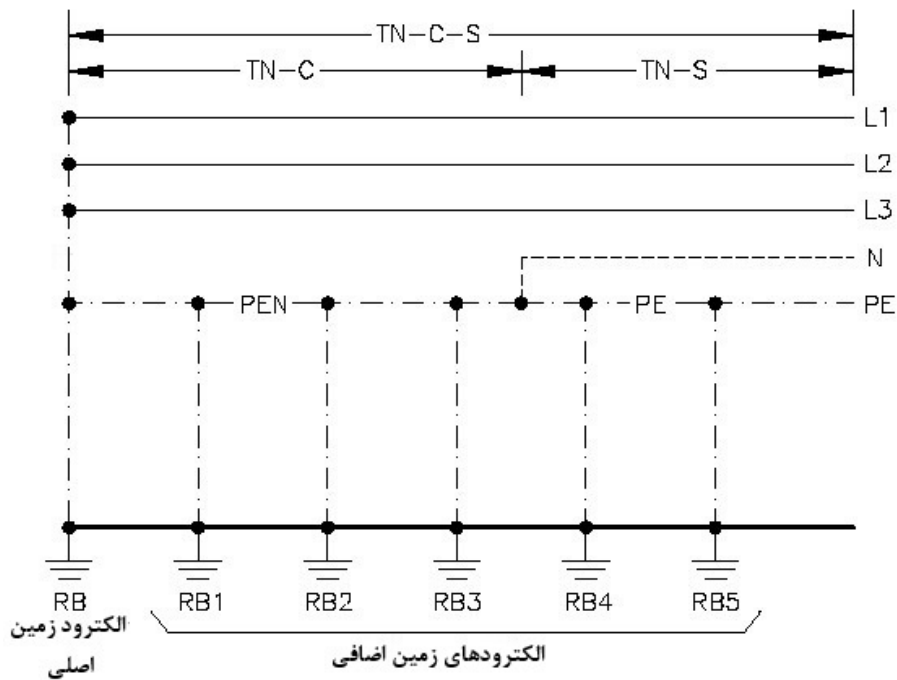 TN-C-S
TN-C
TN-S
L1
L2
L3
N
PEN
PE
PE
RB
RB1
RB2
RB3
RB4
RB5
الکترود زمین
اصلی
الکترودهای زمین اضافی